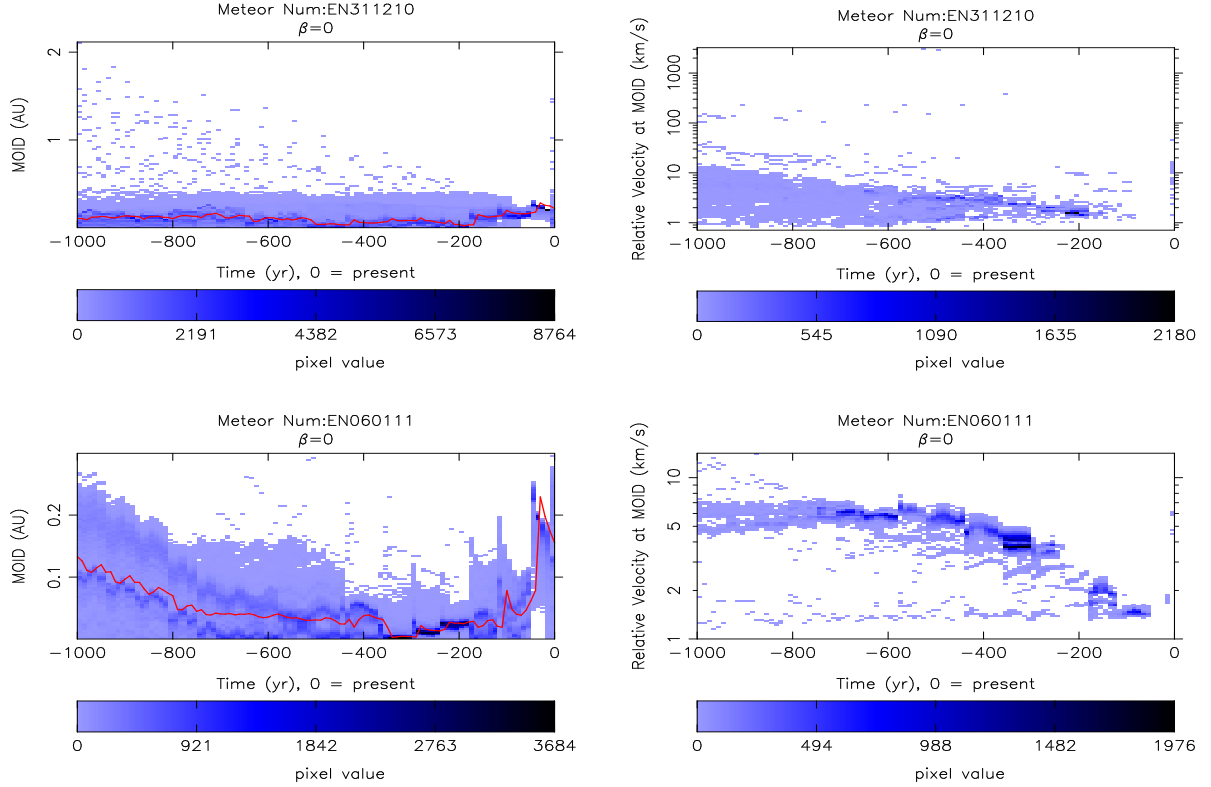 Meteor Num:EN311210
β=0
MOID (AU)
2
1
−1000 −800 −600 −400 −200 0
Time (yr), 0 = present
0 2191 4382 6573 8764
pixel value
Meteor Num:EN311210
β=0
Relative Velocity at MOID (km/s)
1000
100
10
1
−1000 −800 −600 −400 −200 0
Time (yr), 0 = present
0 545 1090 1635 2180
pixel value
Meteor Num:EN060111
β=0
MOID (AU)
0.2
0.1
−1000 −800 −600 −400 −200 0
Time (yr), 0 = present
0 921 1842 2763 3684
pixel value
Meteor Num:EN060111
β=0
Relative Velocity at MOID (km/s)
10
5
2
1
−1000 −800 −600 −400 −200 0
Time (yr), 0 = present
0 494 988 1482 1976
pixel value